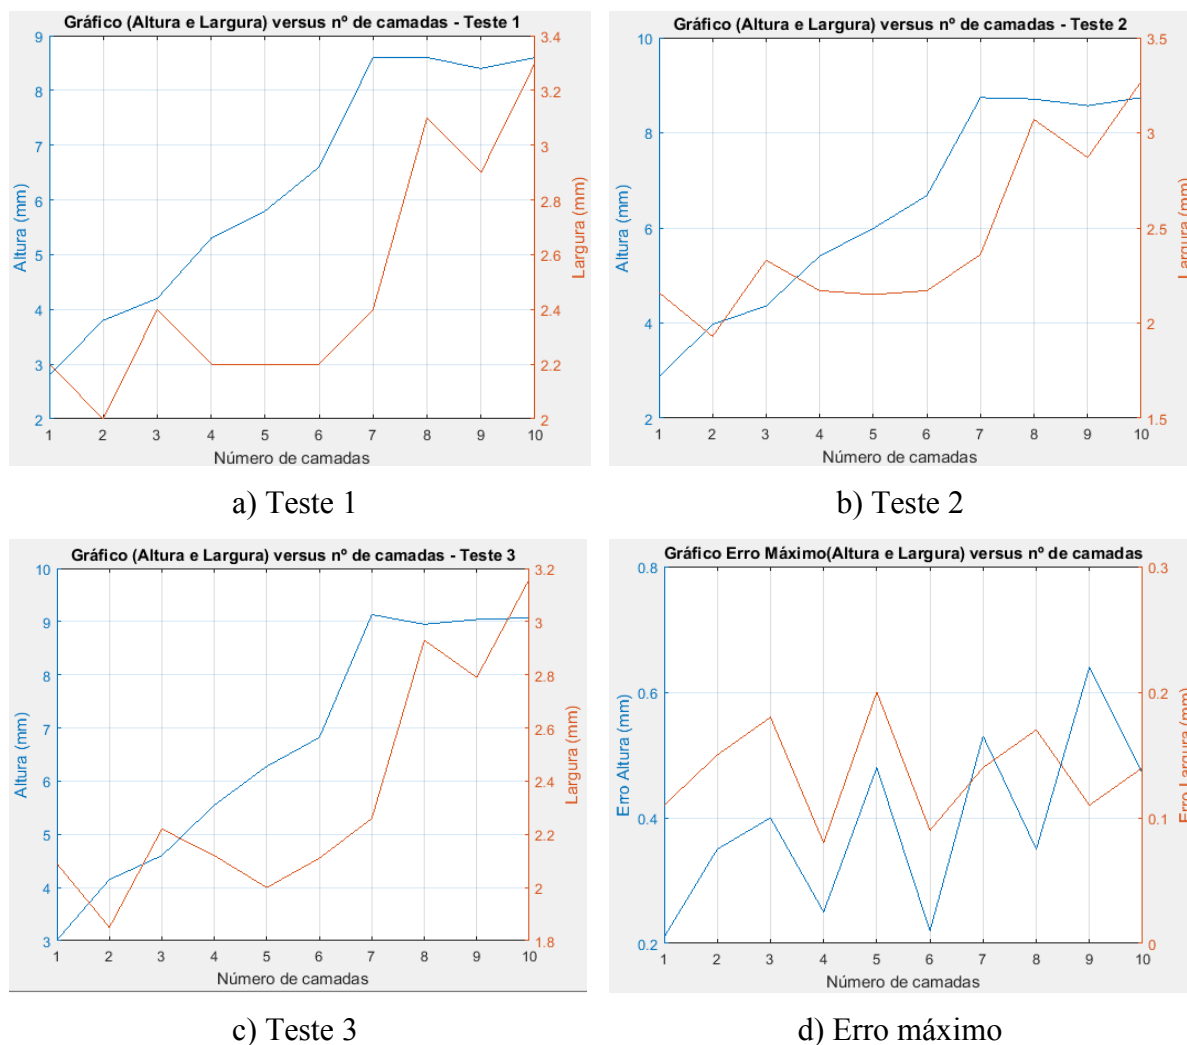 Gráfico (Altura e Largura) versus nº de camadas - Teste 1
9
8
7
6
5
4
3
2
Altura (mm)
3.4
3.2
3
2.8
2.6
2.4
2.2
2
Largura (mm)
1 2 3 4 5 6 7 8 9 10
Número de camadas
a) Teste 1
Gráfico (Altura e Largura) versus nº de camadas - Teste 2
10
8
6
4
2
Altura (mm)
3.5
3
2.5
2
1.5
Largura (mm)
1 2 3 4 5 6 7 8 9 10
Número de camadas
b) Teste 2
Gráfico (Altura e Largura) versus nº de camadas - Teste 3
10
9
8
7
6
5
4
3
Altura (mm)
3.2
3
2.8
2.6
2.4
2.2
2
1.8
Largura (mm)
1 2 3 4 5 6 7 8 9 10
Número de camadas
c) Teste 3
Gráfico Erro Máximo(Altura e Largura) versus nº de camadas
0.8
0.6
0.4
0.2
Erro Altura (mm)
0.3
0.2
0.1
0
Erro Largura (mm)
1 2 3 4 5 6 7 8 9 10
Número de camadas
d) Erro máximo